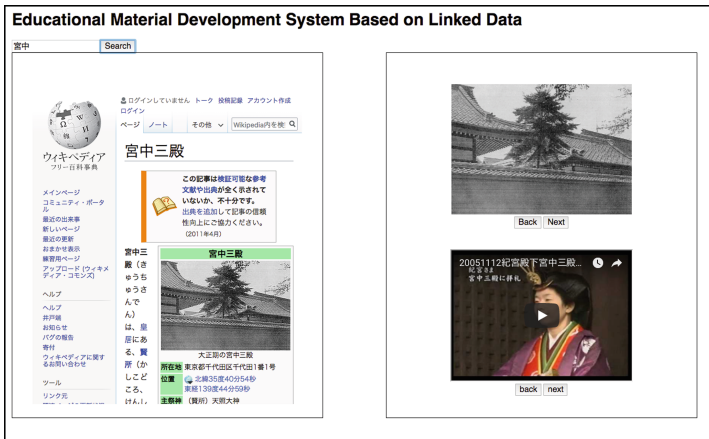 Educational Material Development System Based on Linked Data
宮中 Search
ログインしていません トーク 投稿記録 アカウント作成
ログイン
ページ ノート その他 Wikipedia内を検
ウィキペディア
フリー百科事典
メインページ
コミュニティ・ポータ
ル
最近の出来事
新しいページ
最近の更新
おまかせ表示
練習用ページ
アップロード (ウィキメ
ディア・コモンズ)
ヘルプ
ヘルプ
井戸端
お知らせ
バグの報告
寄付
ウィキペディアに関す
るお問い合わせ
ツール
リンク元
宮中三殿
この記事は検証可能な参考
文献や出典が全く示されて
いないか、不十分です。
出典を追加して記事の信頼
性向上にご協力ください。
(2011年4月)
宮中三
殿（き
ゅうち
ゅうさ
んで
ん）
は、皇
居にあ
る、賢
所（か
しこど
ころ、
けんし
宮中三殿
大正期の宮中三殿
所在地 東京都千代田区千代田1番1号
位置 北緯35度40分54秒
東経139度44分59秒
主祭神 （賢所）天照大神
Back Next
20051112紀宮殿下宮中三殿...
紀宮さま
宮中三殿に拝礼
back next